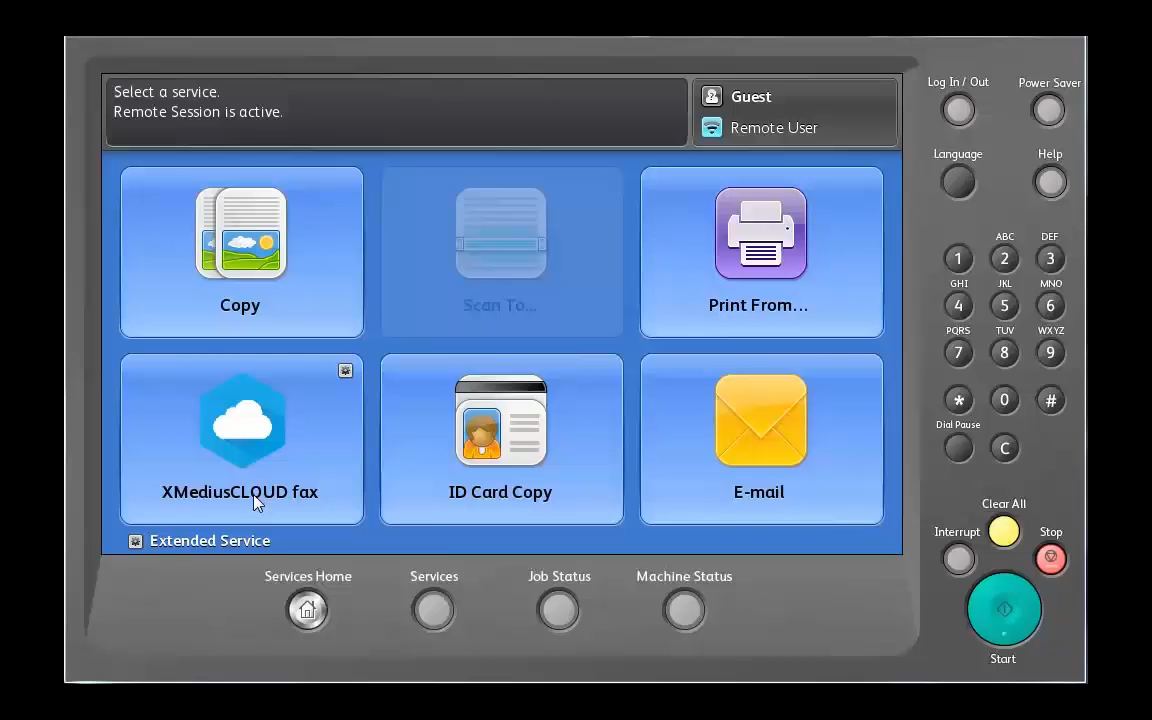 Select a service.
Remote Session is active.
Guest
Remote User
Log In / Out
Power Saver
Language
Help
Copy
Scan To...
Print From...
XMediusCLOUD fax
ID Card Copy
E-mail
Extended Service
ABC
DEF
1
2
3
GHI
JKL
MNO
4
5
6
PQRS
TUV
WXYZ
7
8
9
*
0
#
Dial Pause
C
Clear All
Interrupt
Stop
Start
Services Home
Services
Job Status
Machine Status